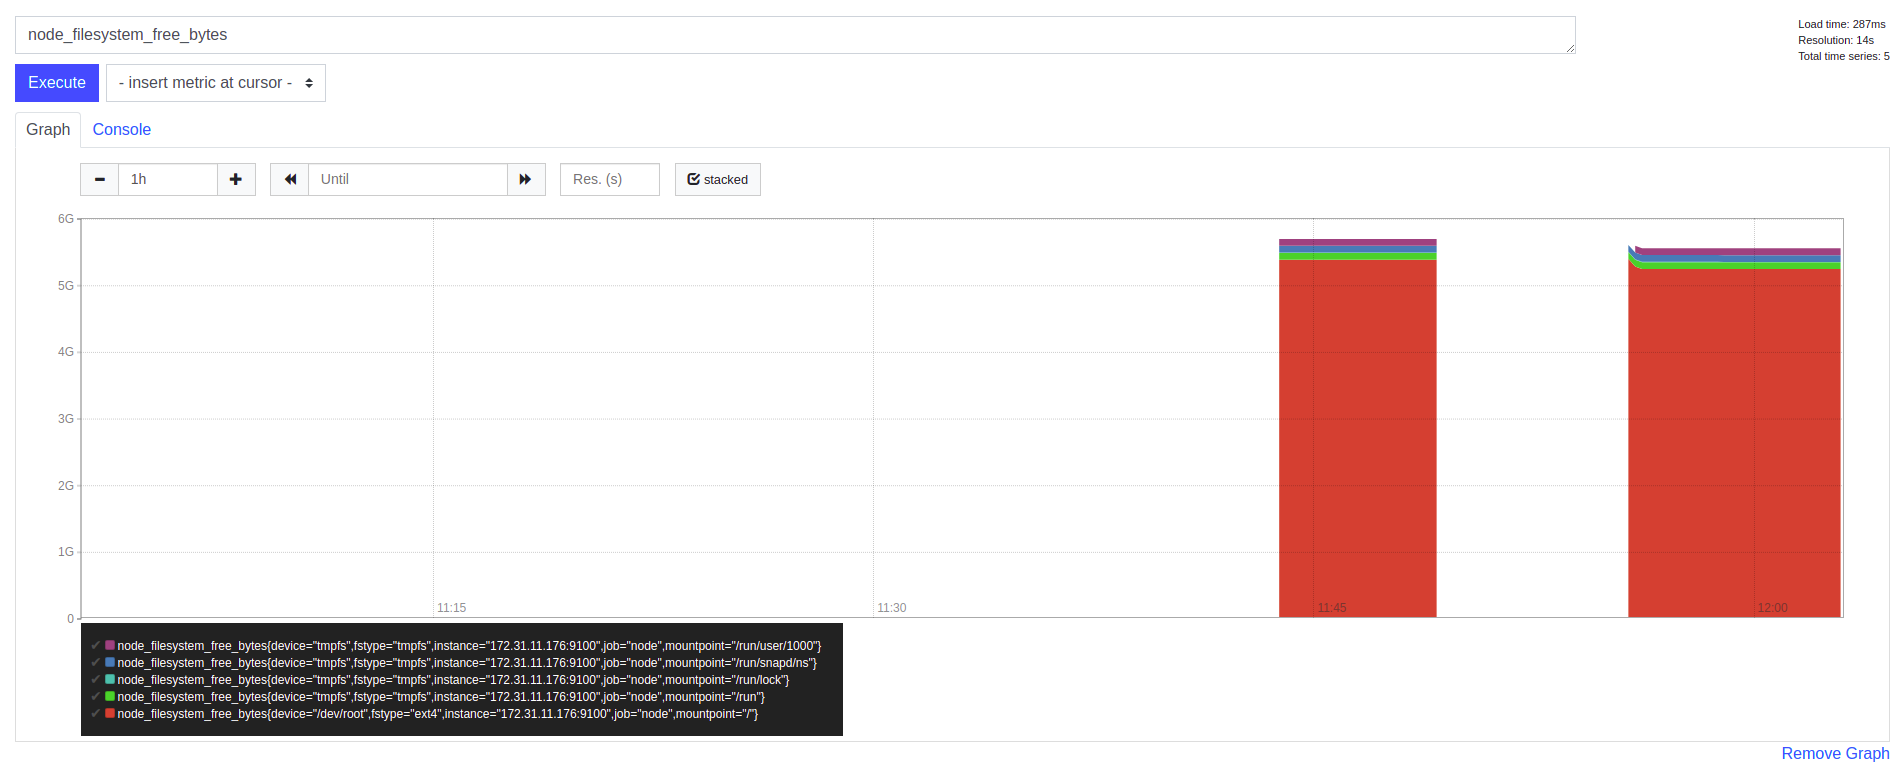 node_filesystem_free_bytes
Load time: 287ms
Resolution: 14s
Total time series: 5
Execute
- insert metric at cursor -
Graph
Console
1h
Until
Res. (s)
stacked
6G
5G
4G
3G
2G
1G
0
11:15
11:30
11:45
12:00
node_filesystem_free_bytes{device="tmpfs",fstype="tmpfs",instance="172.31.11.176:9100",job="node",mountpoint="/run/user/1000"}
node_filesystem_free_bytes{device="tmpfs",fstype="tmpfs",instance="172.31.11.176:9100",job="node",mountpoint="/run/snapd/ns"}
node_filesystem_free_bytes{device="tmpfs",fstype="tmpfs",instance="172.31.11.176:9100",job="node",mountpoint="/run/lock"}
node_filesystem_free_bytes{device="tmpfs",fstype="tmpfs",instance="172.31.11.176:9100",job="node",mountpoint="/run"}
node_filesystem_free_bytes{device="/dev/root",fstype="ext4",instance="172.31.11.176:9100",job="node",mountpoint="/"}
Remove Graph